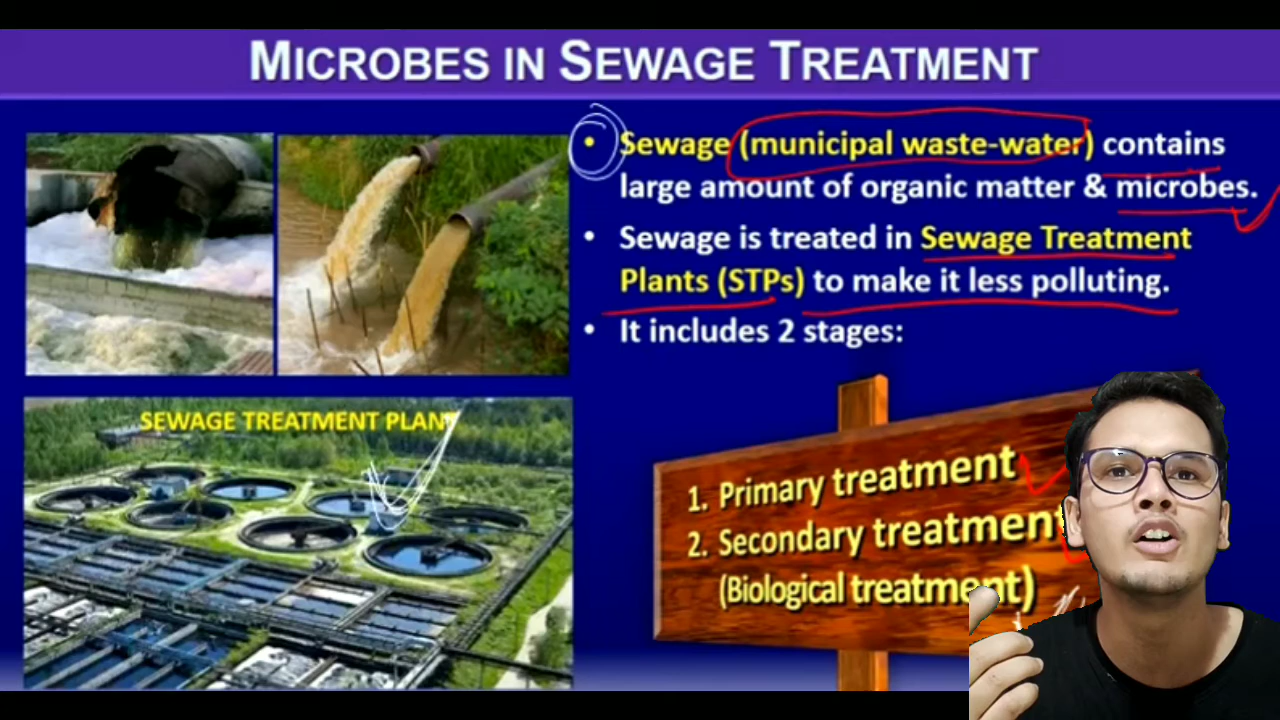 MICROBES IN SEWAGE TREATMENT
• Sewage (municipal waste-water) contains
large amount of organic matter & microbes.
• Sewage is treated in Sewage Treatment
Plants (STPs) to make it less polluting.
• It includes 2 stages:
SEWAGE TREATMENT PLANT
1. Primary treatment
2. Secondary treatment
(Biological treatment)